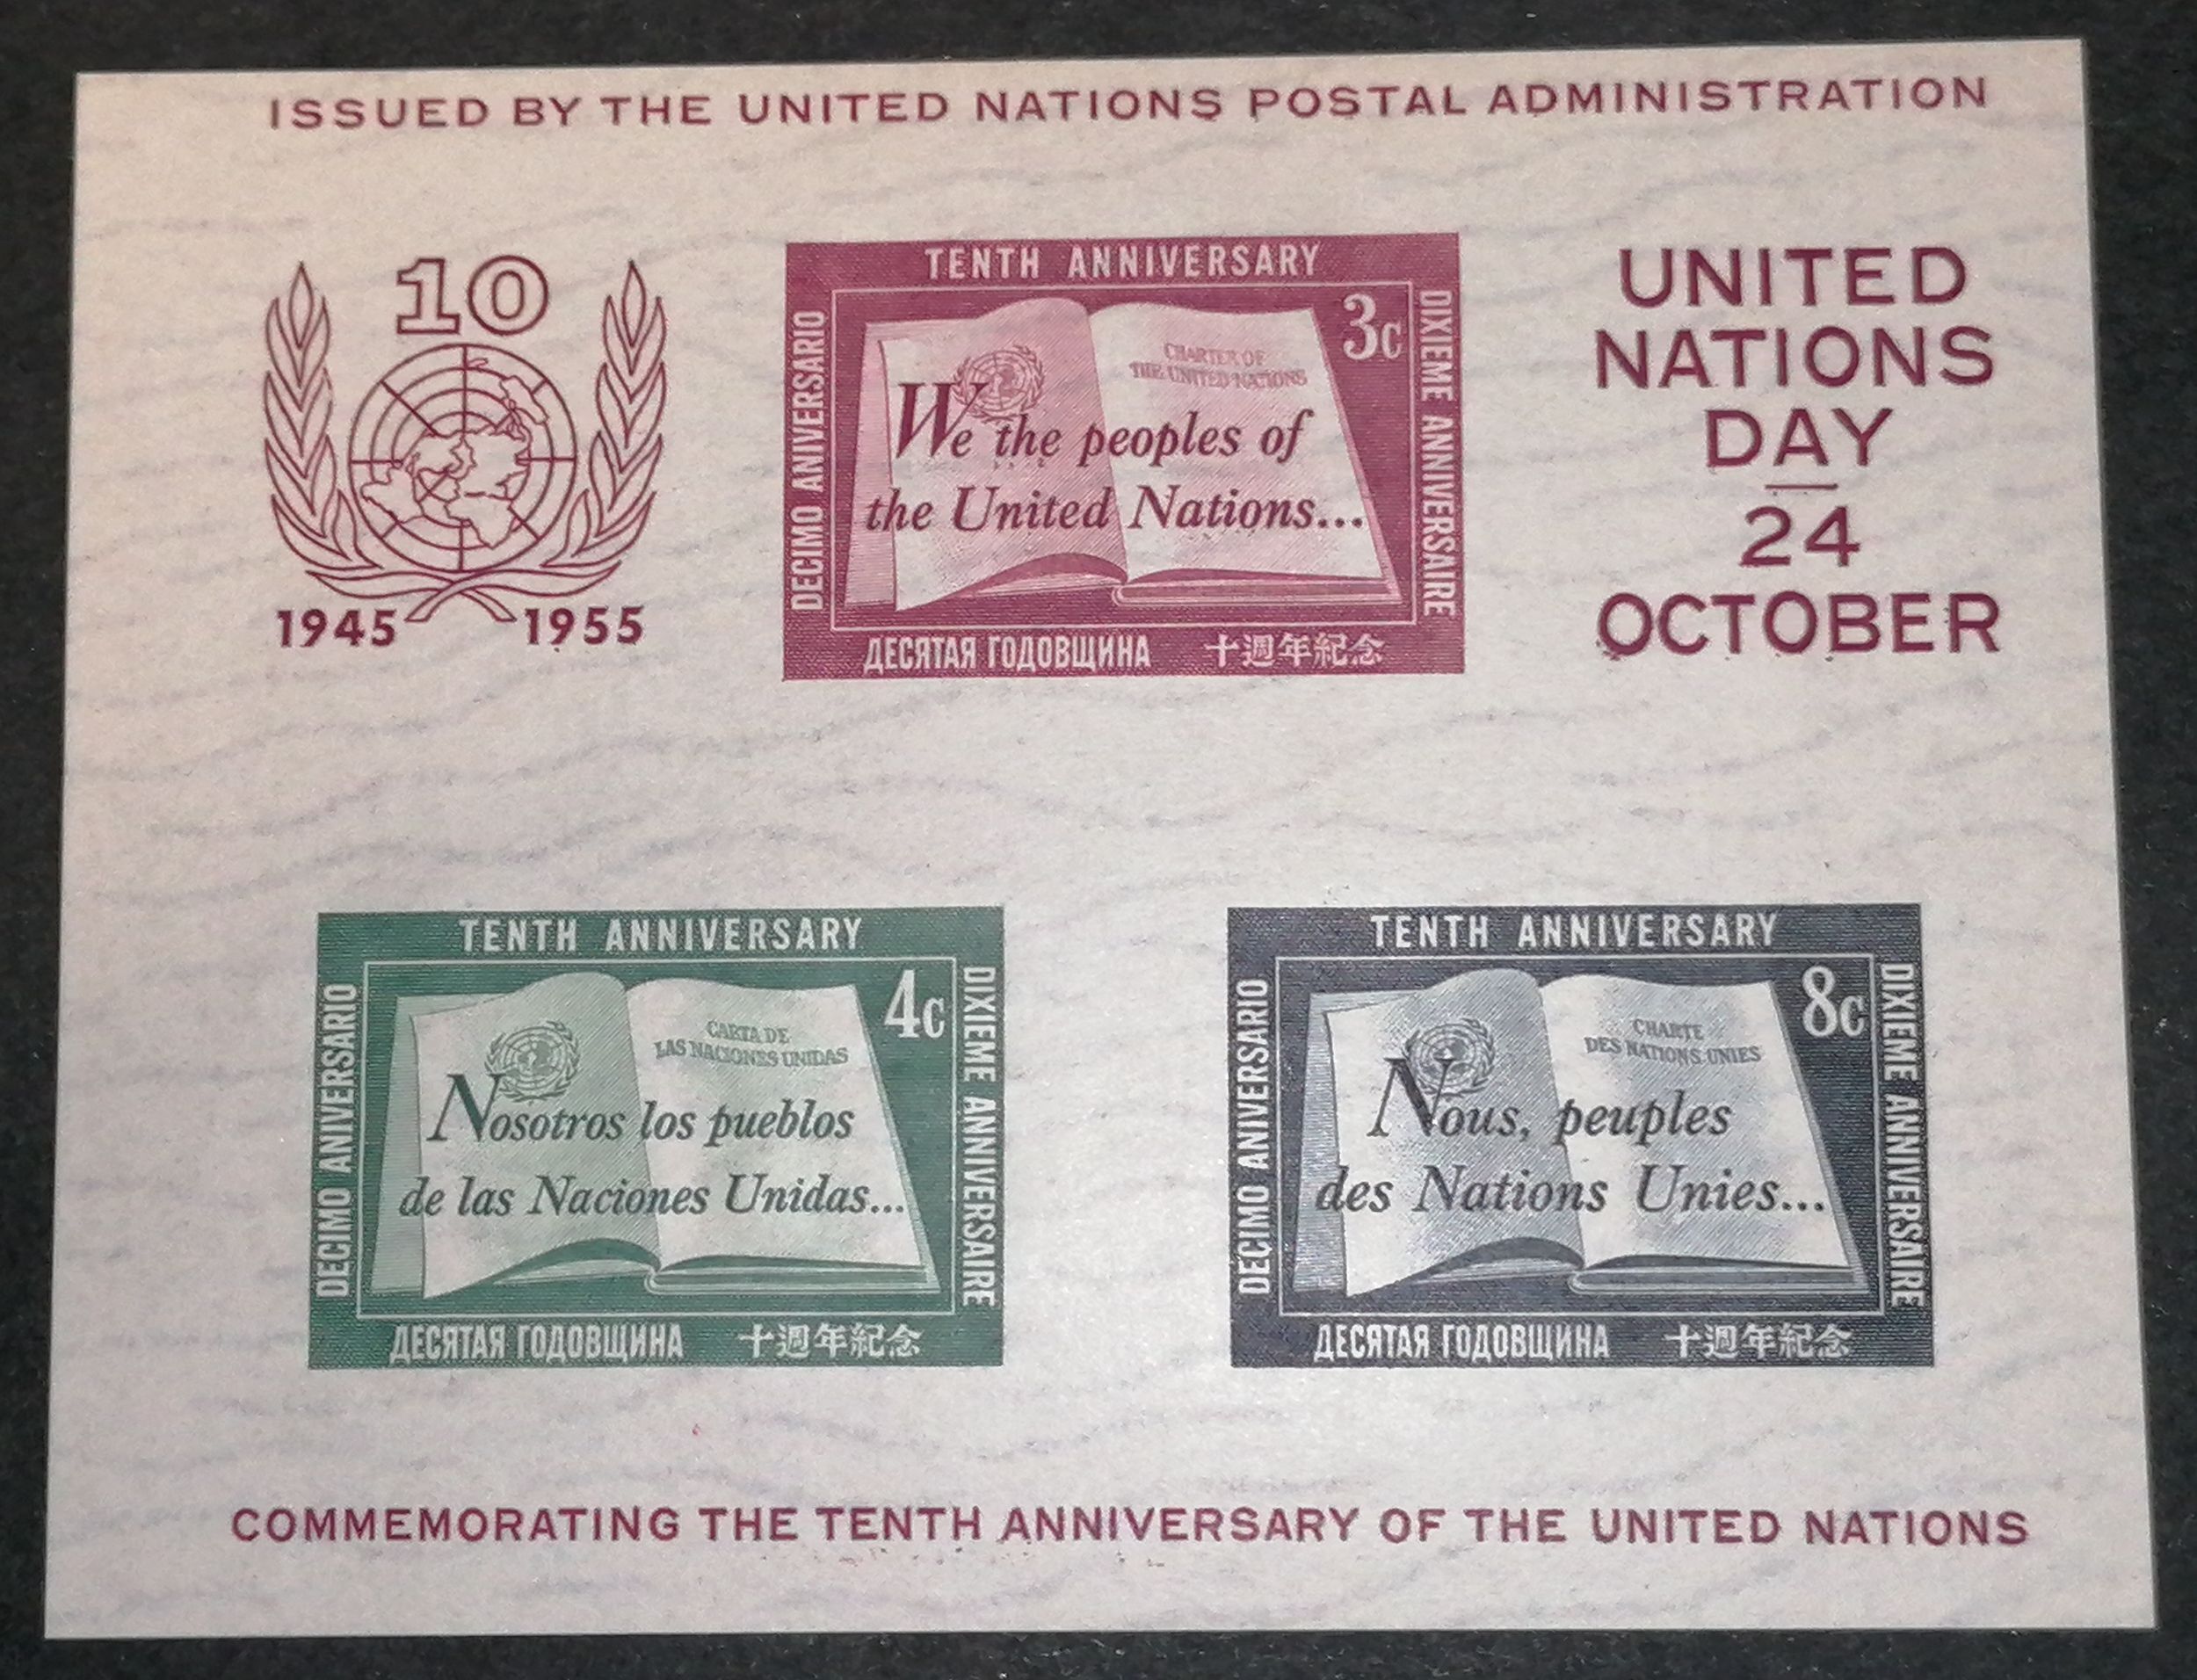 ISSUED BY THE UNITED NATIONS POSTAL ADMINISTRATION
10
1945 1955
TENTH ANNIVERSARY
3c
DECIMO ANIVERSARIO
DIXIEME ANNIVERSAIRE
CHARTER OF
THE UNITED NATIONS
We the peoples of
the United Nations...
ДЕСЯТАЯ ГОДОВЩИНА 十週年紀念
UNITED
NATIONS
DAY
24
OCTOBER
TENTH ANNIVERSARY
4c
DECIMO ANIVERSARIO
DIXIEME ANNIVERSAIRE
CARTA DE
LAS NACIONES UNIDAS
Nosotros los pueblos
de las Naciones Unidas...
ДЕСЯТАЯ ГОДОВЩИНА 十週年紀念
TENTH ANNIVERSARY
8c
DECIMO ANIVERSARIO
DIXIEME ANNIVERSAIRE
CHARTE
DES NATIONS UNIES
Nous, peuples
des Nations Unies...
ДЕСЯТАЯ ГОДОВЩИНА 十週年紀念
COMMEMORATING THE TENTH ANNIVERSARY OF THE UNITED NATIONS